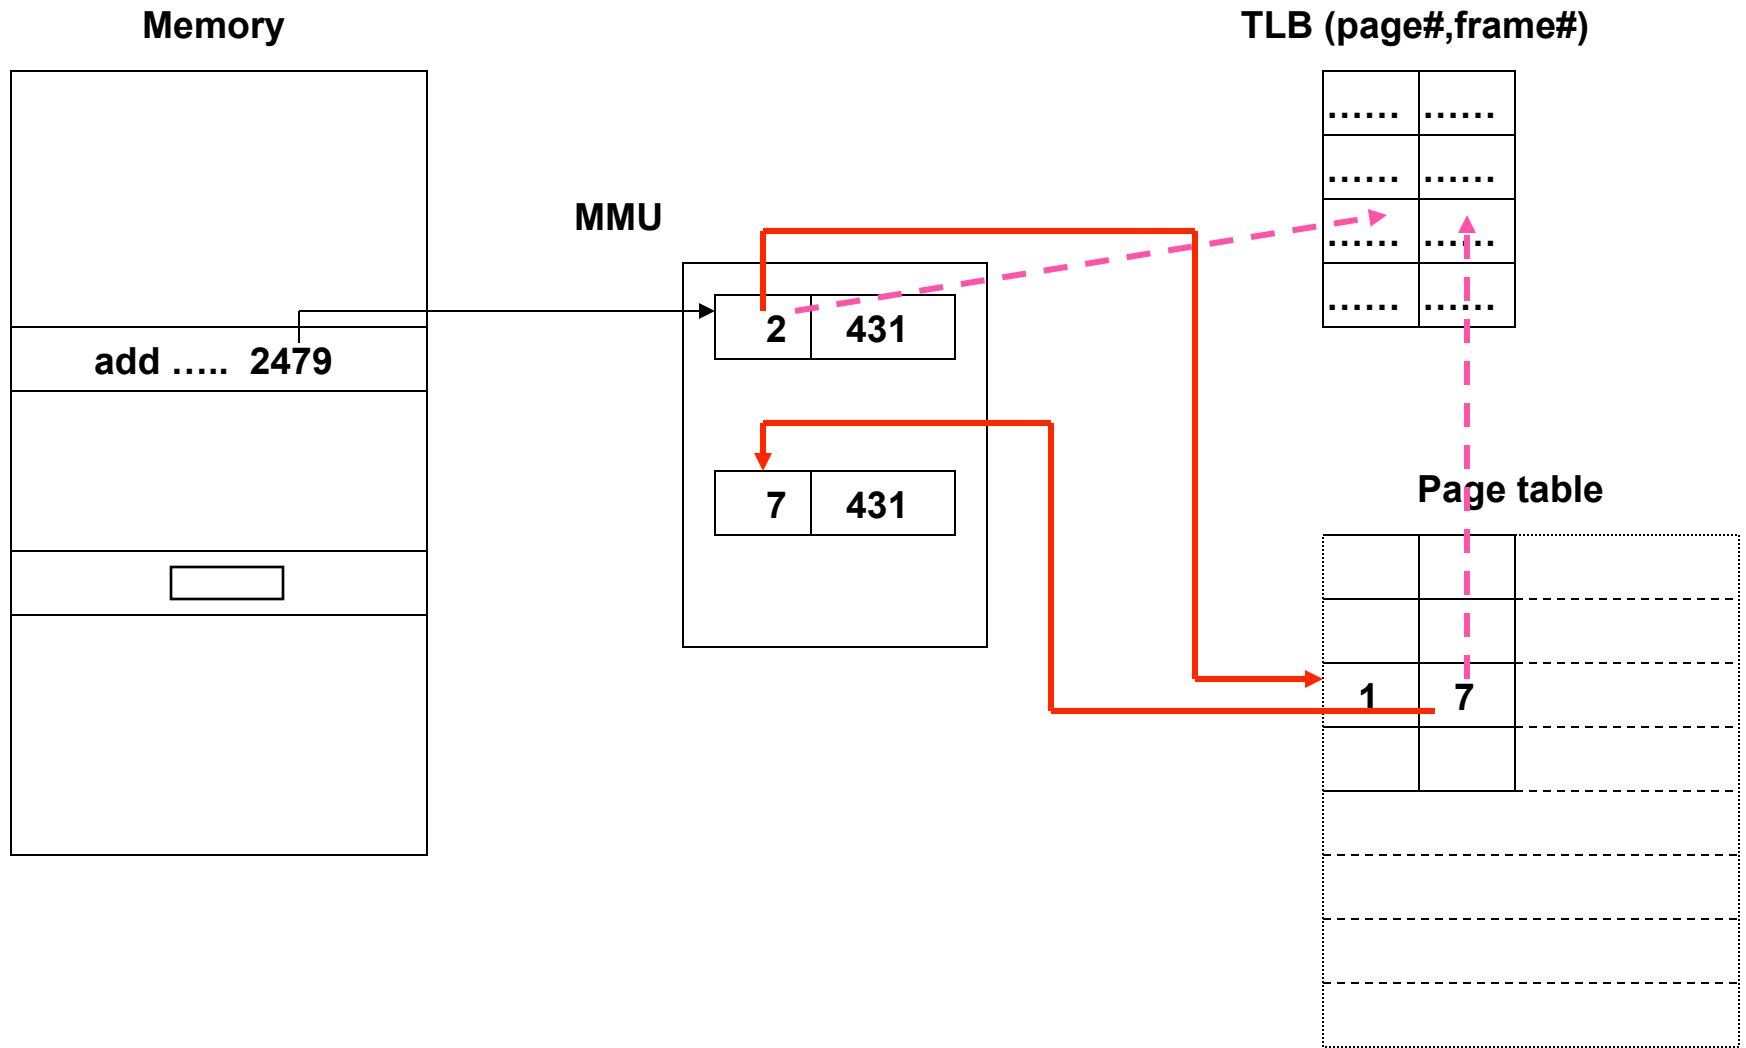 Memory
TLB (page#,frame#)
...... ......
...... ......
...... ......
...... ......
MMU
2 431
add ….. 2479
7 431
Page table
1 7